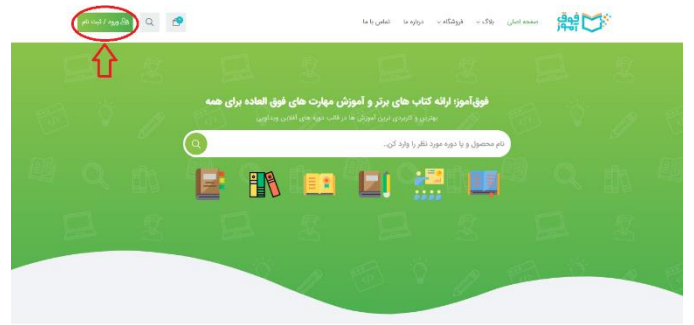 فوق آموز
صفحه اصلی
بلاگ
فروشگاه
درباره ما
تماس با ما
ورود / ثبت نام
فوق‌آموز؛ ارائه کتاب های برتر و آموزش مهارت های فوق العاده برای همه
بهترین و کاربردی ترین آموزش ها در قالب دوره های آفلاین ویدئویی
نام محصول و یا دوره مورد نظر را وارد کن..